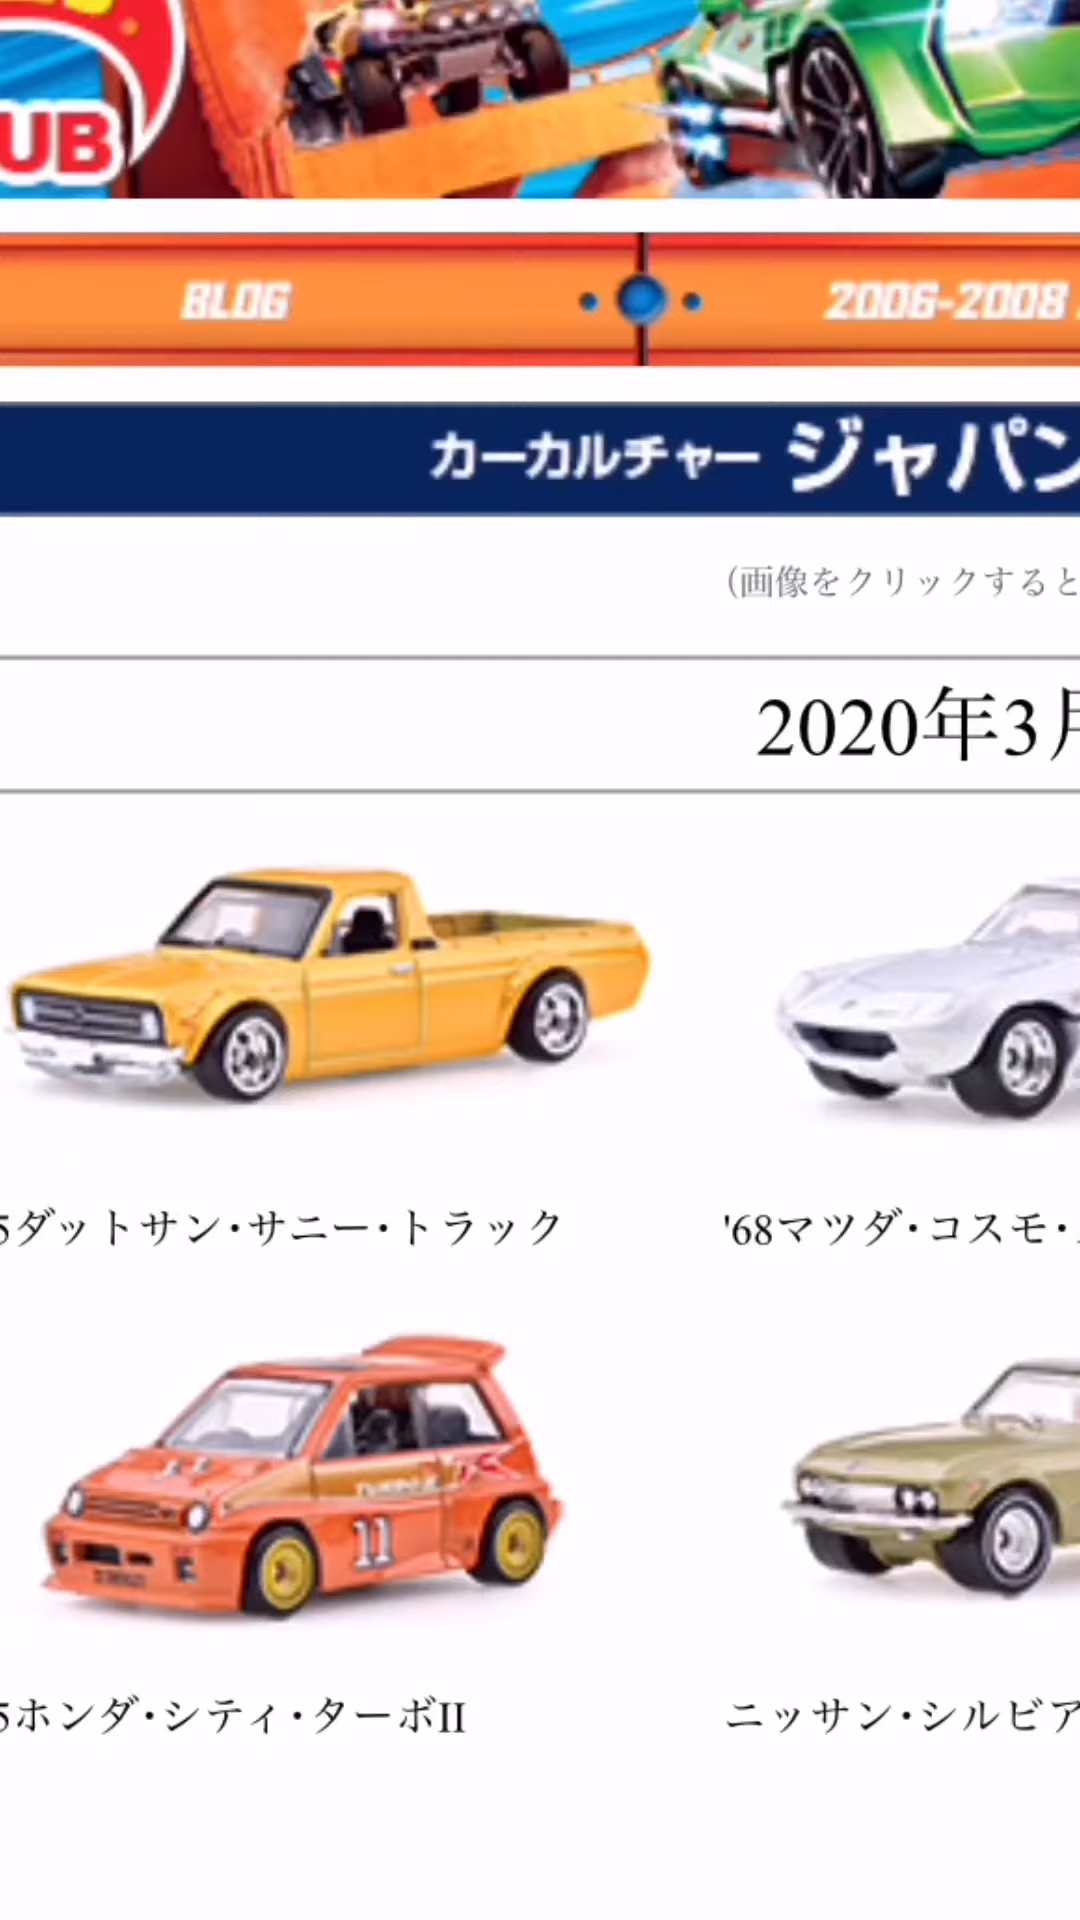 UB
BLOG
2006-2008
カーカルチャー ジャパン
(画像をクリックすると
2020年3月
5ダットサン・サニー・トラック
'68マツダ・コスモ・
11
5ホンダ・シティ・ターボII
ニッサン・シルビア